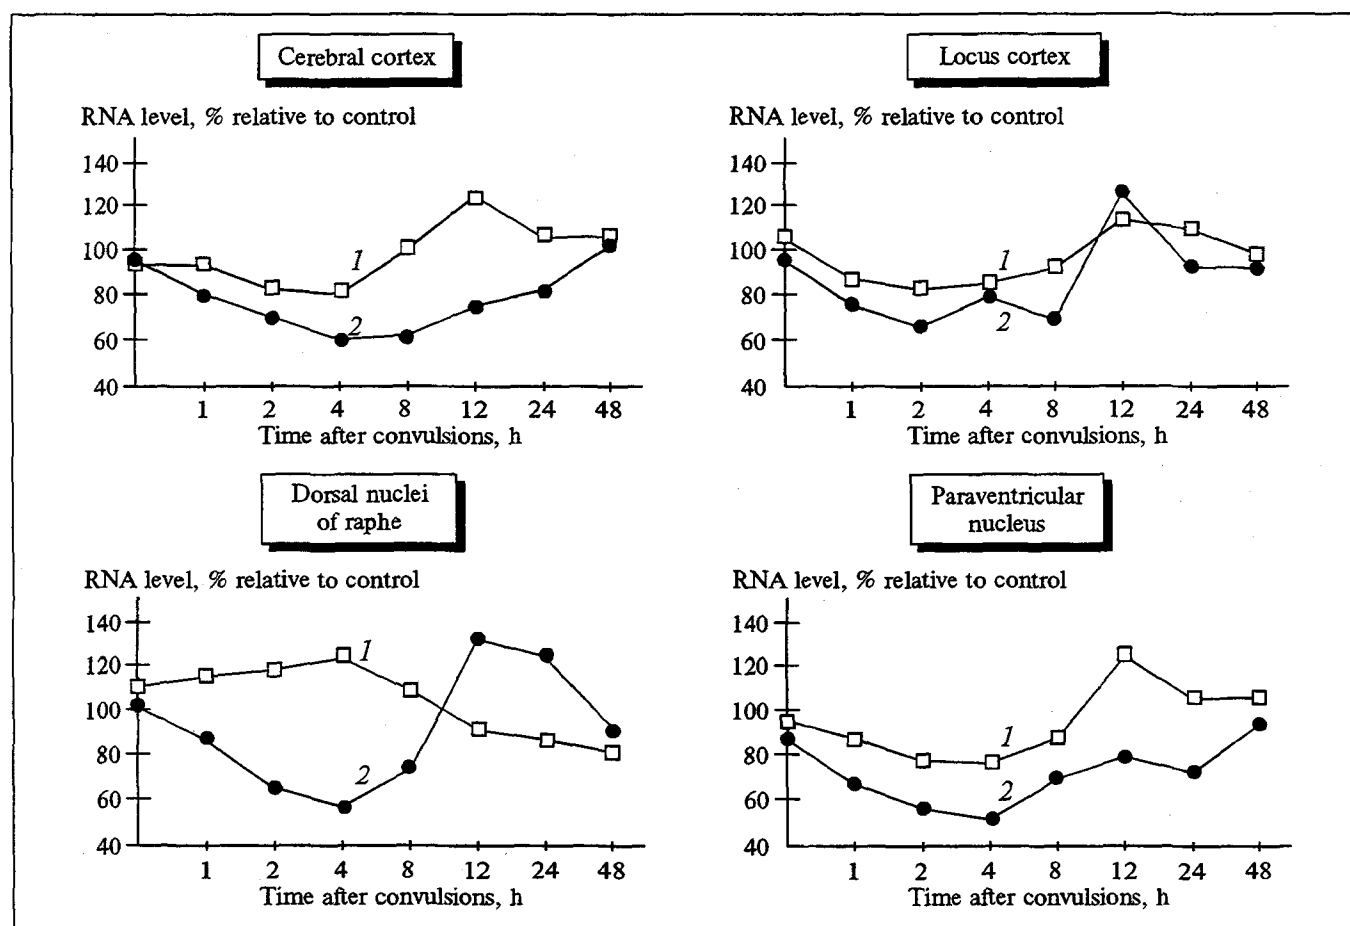 Cerebral cortex
RNA level, % relative to control
140
120
100
80
60
40
1
2
1 2 4 8 12 24 48
Time after convulsions, h
Locus cortex
RNA level, % relative to control
140
120
100
80
60
40
1
2
1 2 4 8 12 24 48
Time after convulsions, h
Dorsal nuclei
of raphe
RNA level, % relative to control
140
120
100
80
60
40
1
2
1 2 4 8 12 24 48
Time after convulsions, h
Paraventricular
nucleus
RNA level, % relative to control
140
120
100
80
60
40
1
2
1 2 4 8 12 24 48
Time after convulsions, h